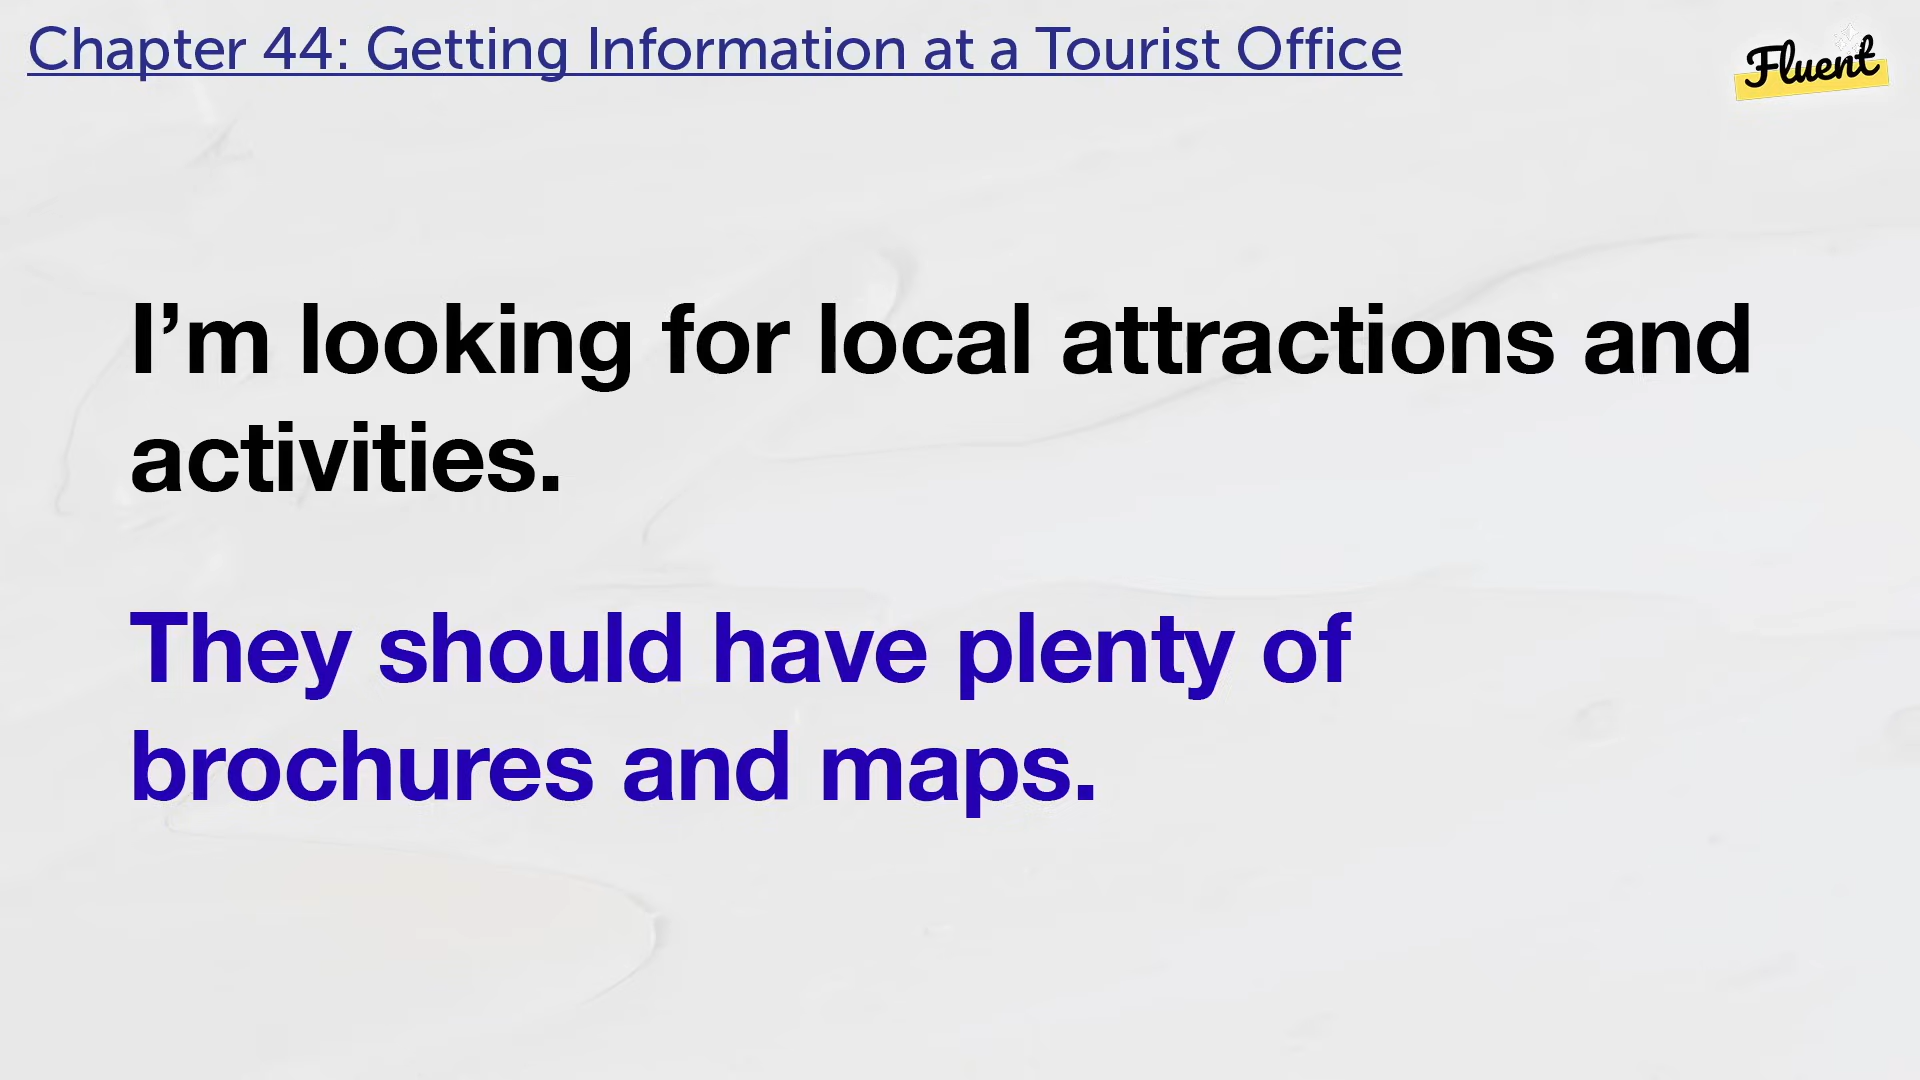 Chapter 44: Getting Information at a Tourist Office
Fluent
I’m looking for local attractions and
activities.
They should have plenty of
brochures and maps.